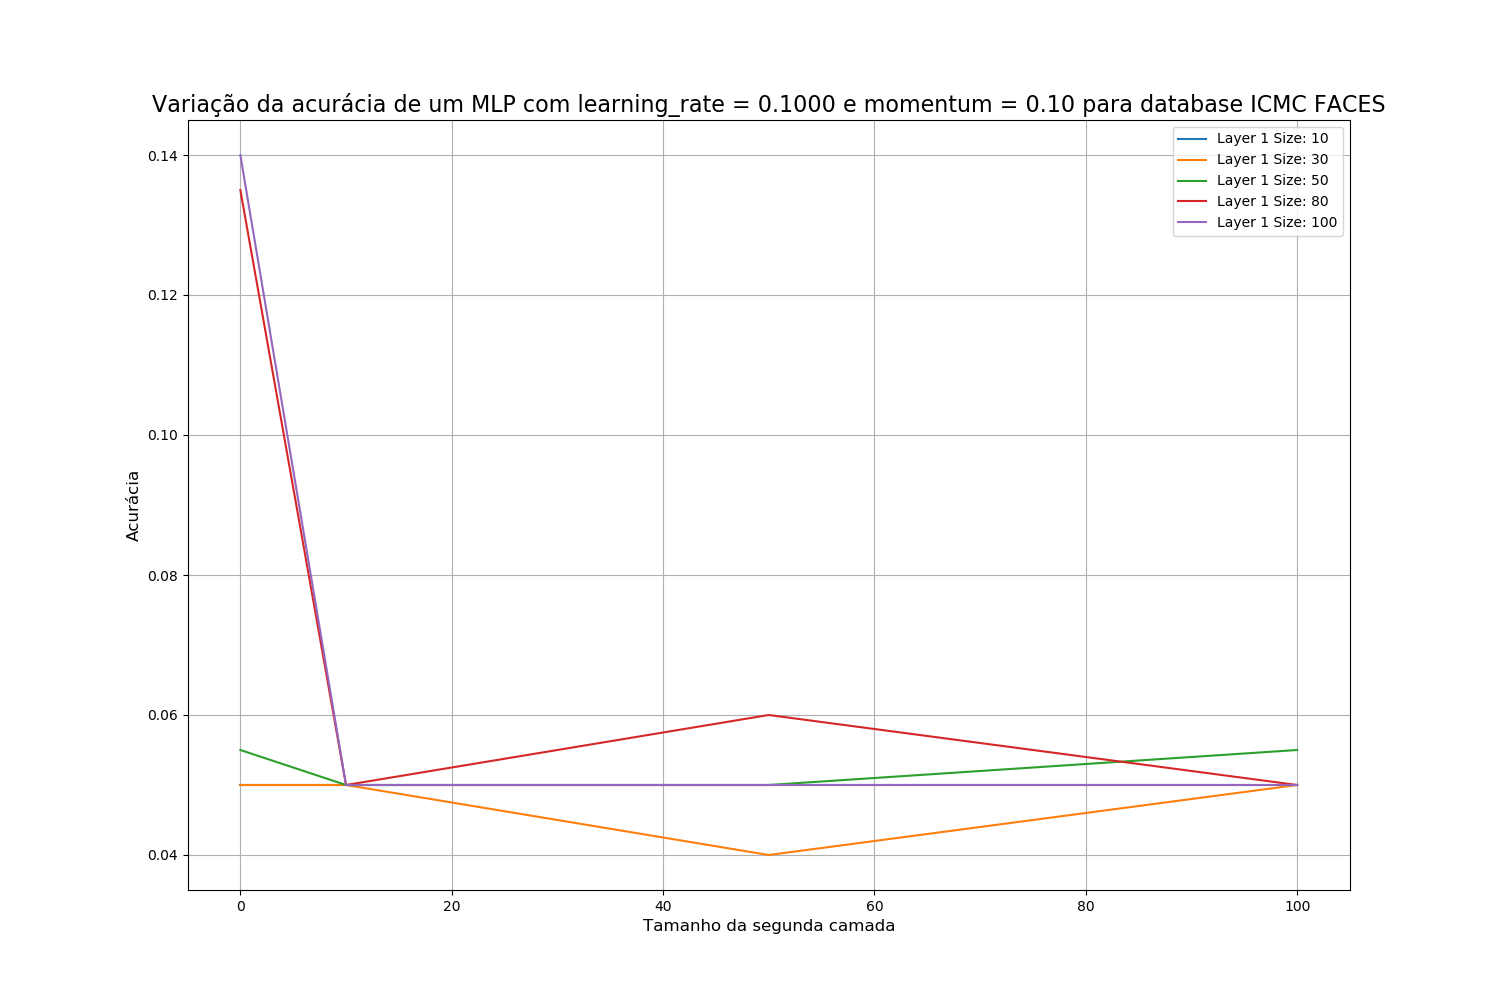 Variação da acurácia de um MLP com learning_rate = 0.1000 e momentum = 0.10 para database ICMC FACES
Layer 1 Size: 10
Layer 1 Size: 30
Layer 1 Size: 50
Layer 1 Size: 80
Layer 1 Size: 100
0.14
0.12
0.10
0.08
0.06
0.04
Acurácia
0 20 40 60 80 100
Tamanho da segunda camada